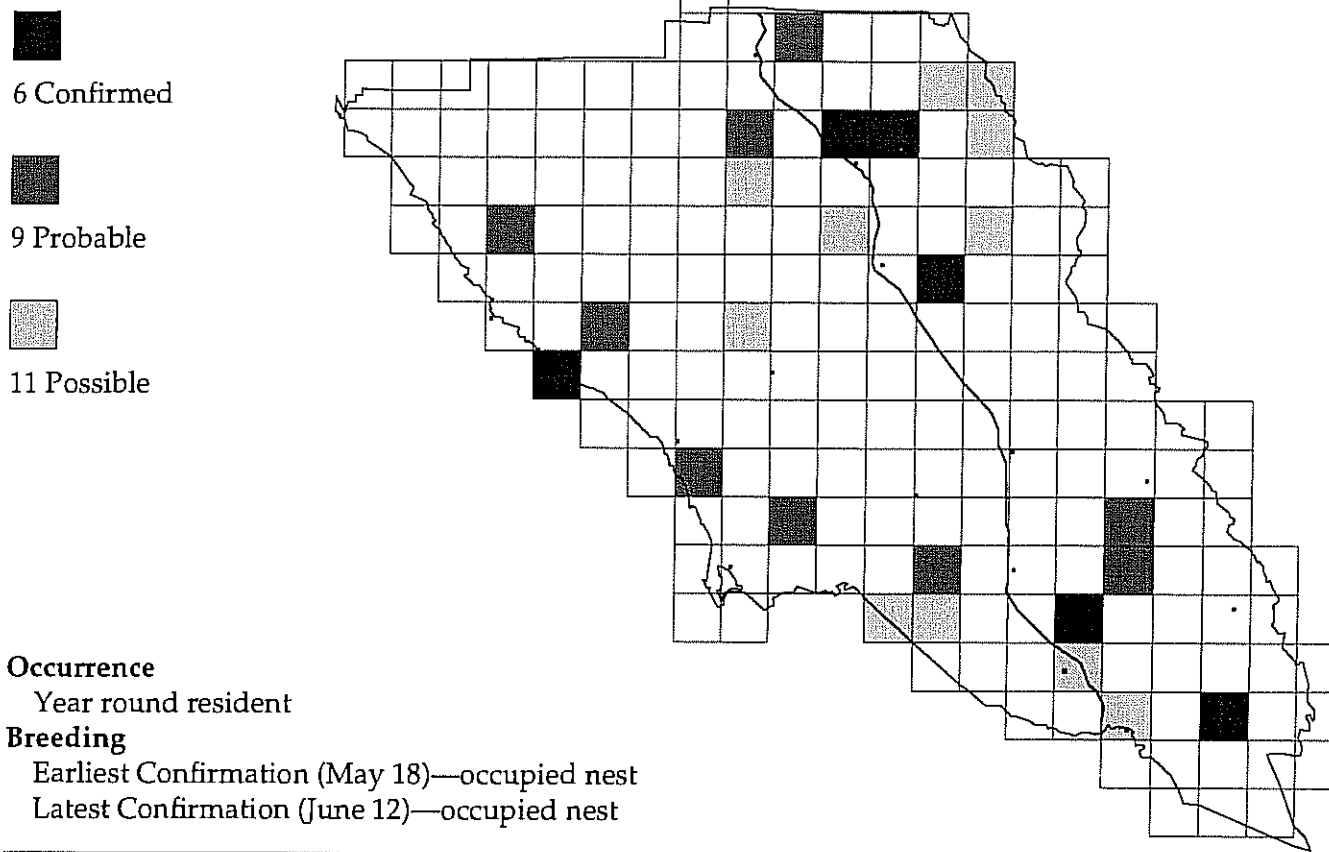 6 Confirmed
9 Probable
11 Possible
Occurrence
Year round resident
Breeding
Earliest Confirmation (May 18)—occupied nest
Latest Confirmation (June 12)—occupied nest